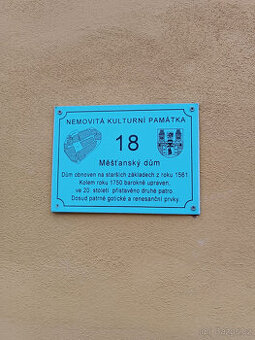 NEMOVITÁ KULTURNÍ PAMÁTKA
18
Měšťanský dům
Dům obnoven na starších základech z roku 1581.
Kolem roku 1750 barokně upraven,
ve 20. století přistaveno druhé patro.
Dosud patrné gotické a renesanční prvky.